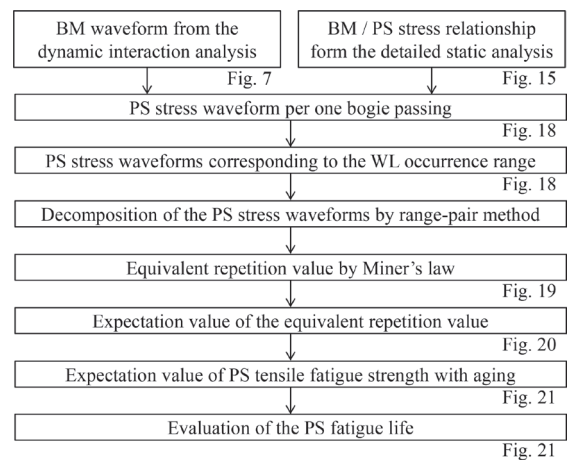 BM waveform from the
dynamic interaction analysis
BM / PS stress relationship
form the detailed static analysis
Fig. 7
Fig. 15
PS stress waveform per one bogie passing
Fig. 18
PS stress waveforms corresponding to the WL occurrence range
Fig. 18
Decomposition of the PS stress waveforms by range-pair method
Equivalent repetition value by Miner's law
Fig. 19
Expectation value of the equivalent repetition value
Fig. 20
Expectation value of PS tensile fatigue strength with aging
Fig. 21
Evaluation of the PS fatigue life
Fig. 21